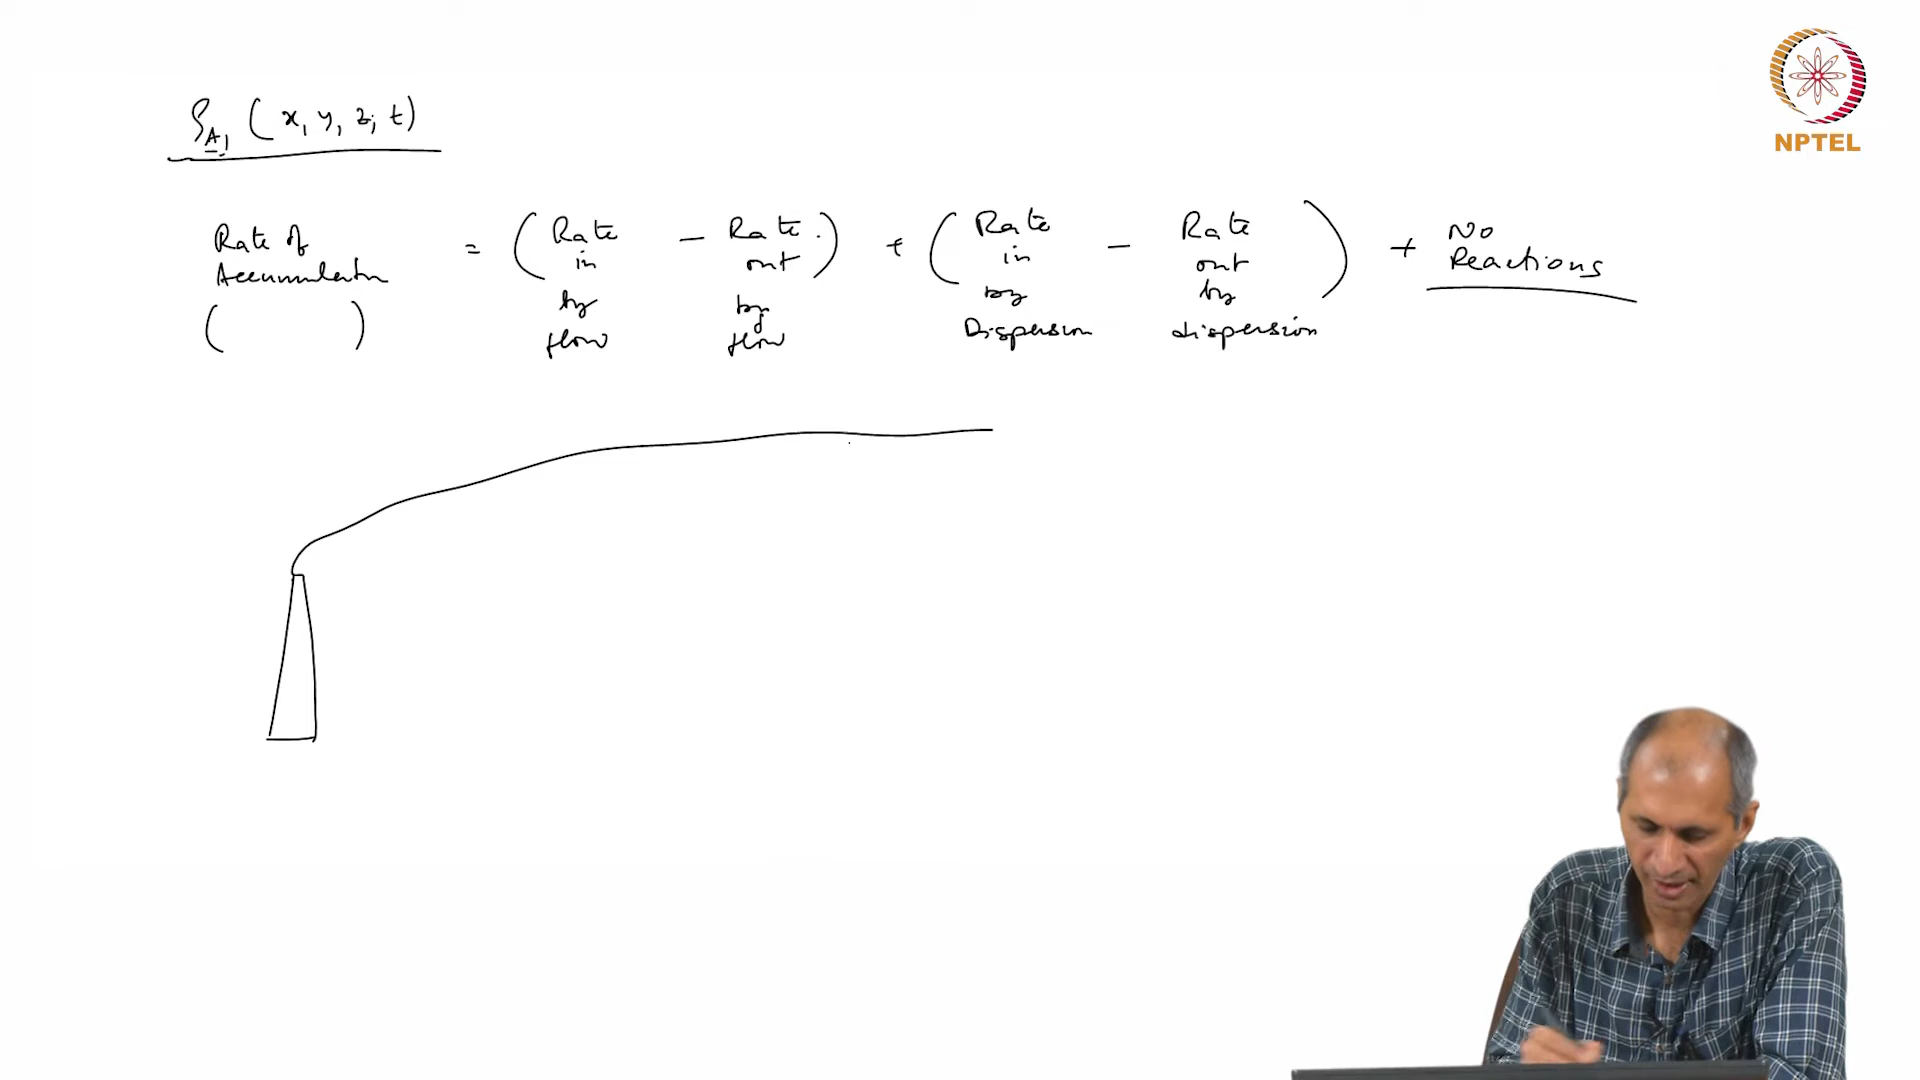 ρA1 (x, y, z, t)
Rate of Accumulation = (Rate in by flow − Rate out by flow) + (Rate in by Dispersion − Rate out by dispersion) + No Reactions
( )
NPTEL